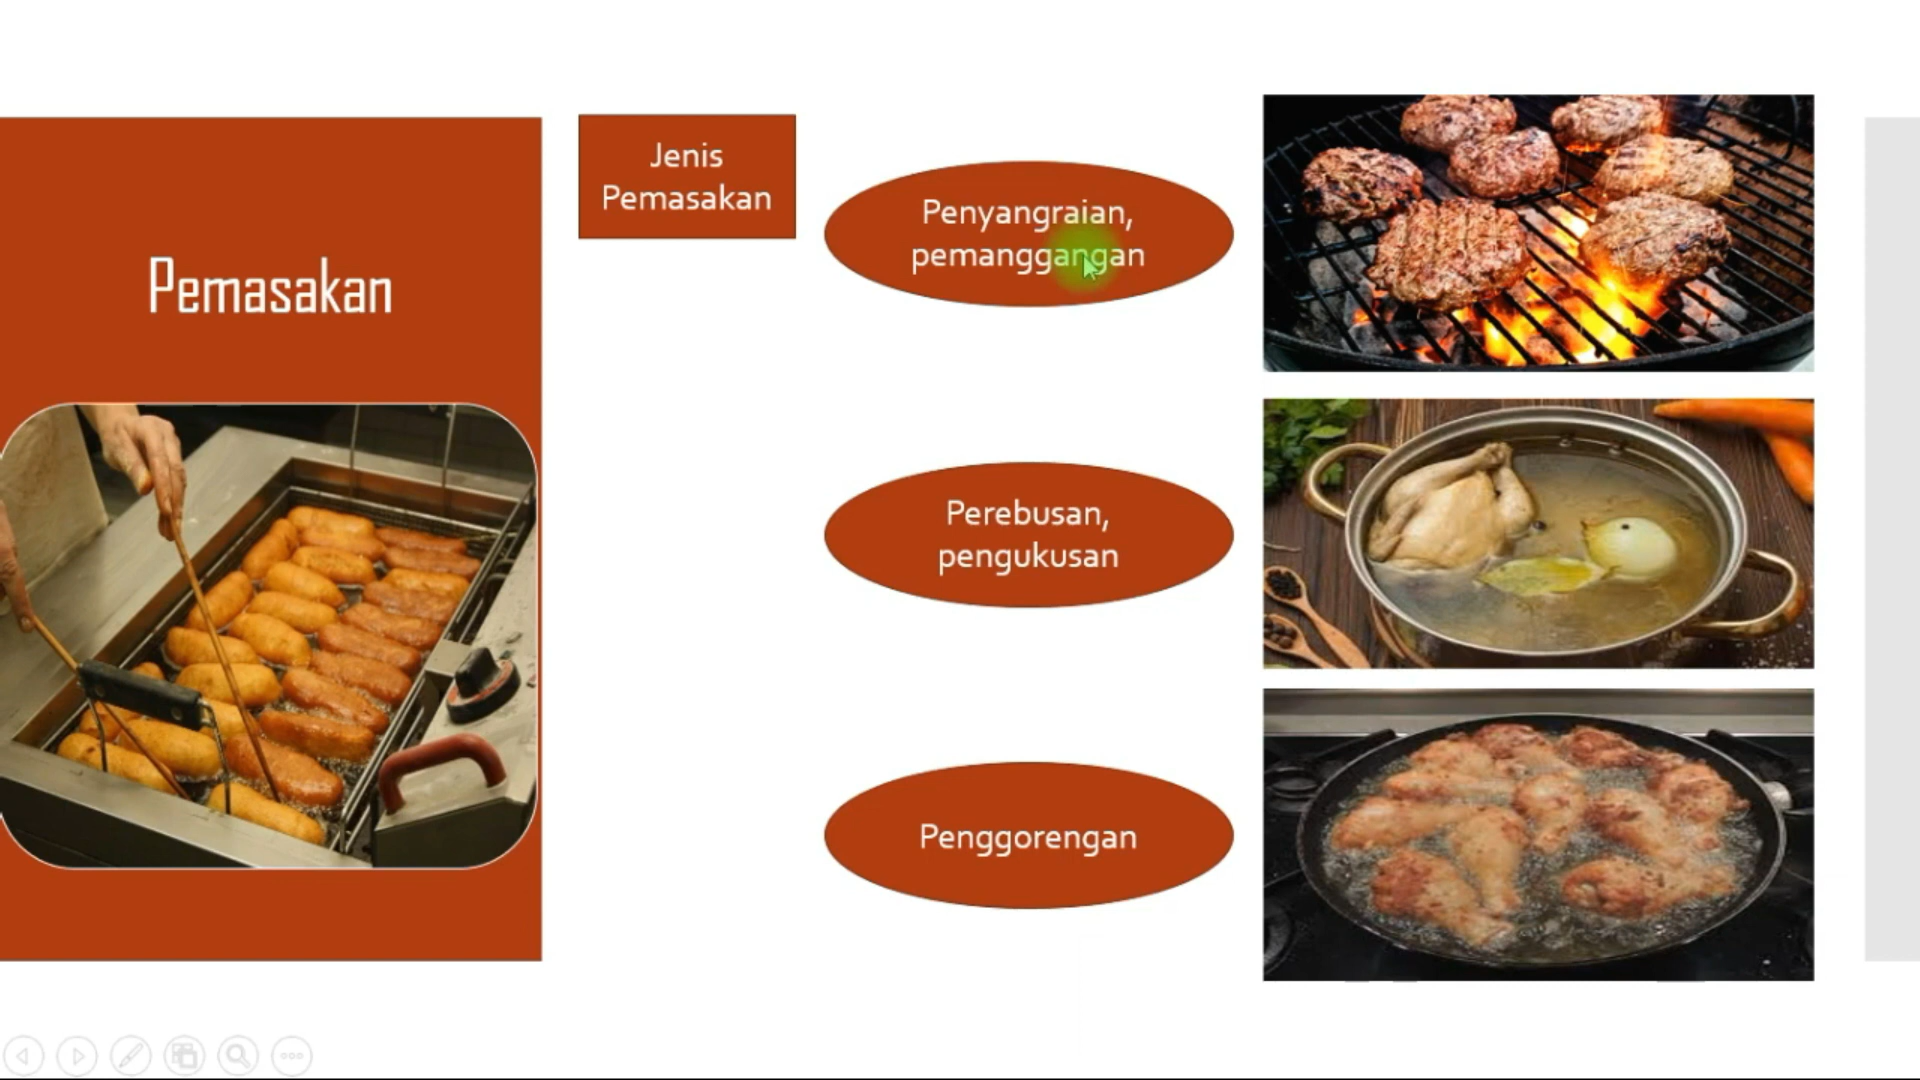 Pemasakan
Jenis
Pemasakan
Penyangraian,
pemanggangan
Perebusan,
pengukusan
Penggorengan